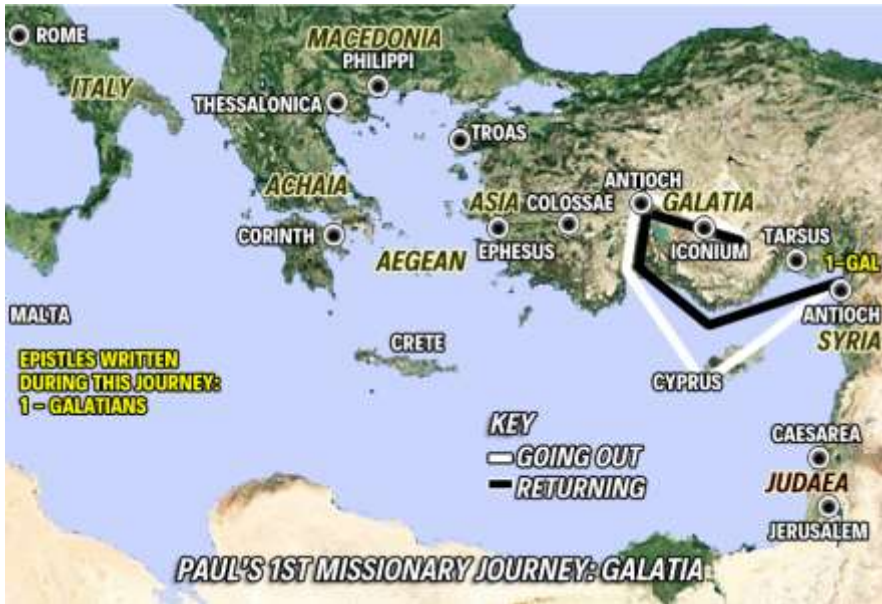 ROME
MACEDONIA
PHILIPPI
ITALY
THESSALONICA
TROAS
ANTIOCH
ACHAIA
ASIA
COLOSSAE
GALATIA
CORINTH
EPHESUS
ICONIUM
TARSUS
AEGEAN
1-GAL
MALTA
ANTIOCH
CRETE
SYRIA
EPISTLES WRITTEN
DURING THIS JOURNEY:
1 – GALATIANS
CYPRUS
KEY
GOING OUT
RETURNING
CAESAREA
JUDAEA
JERUSALEM
PAUL'S 1ST MISSIONARY JOURNEY: GALATIA